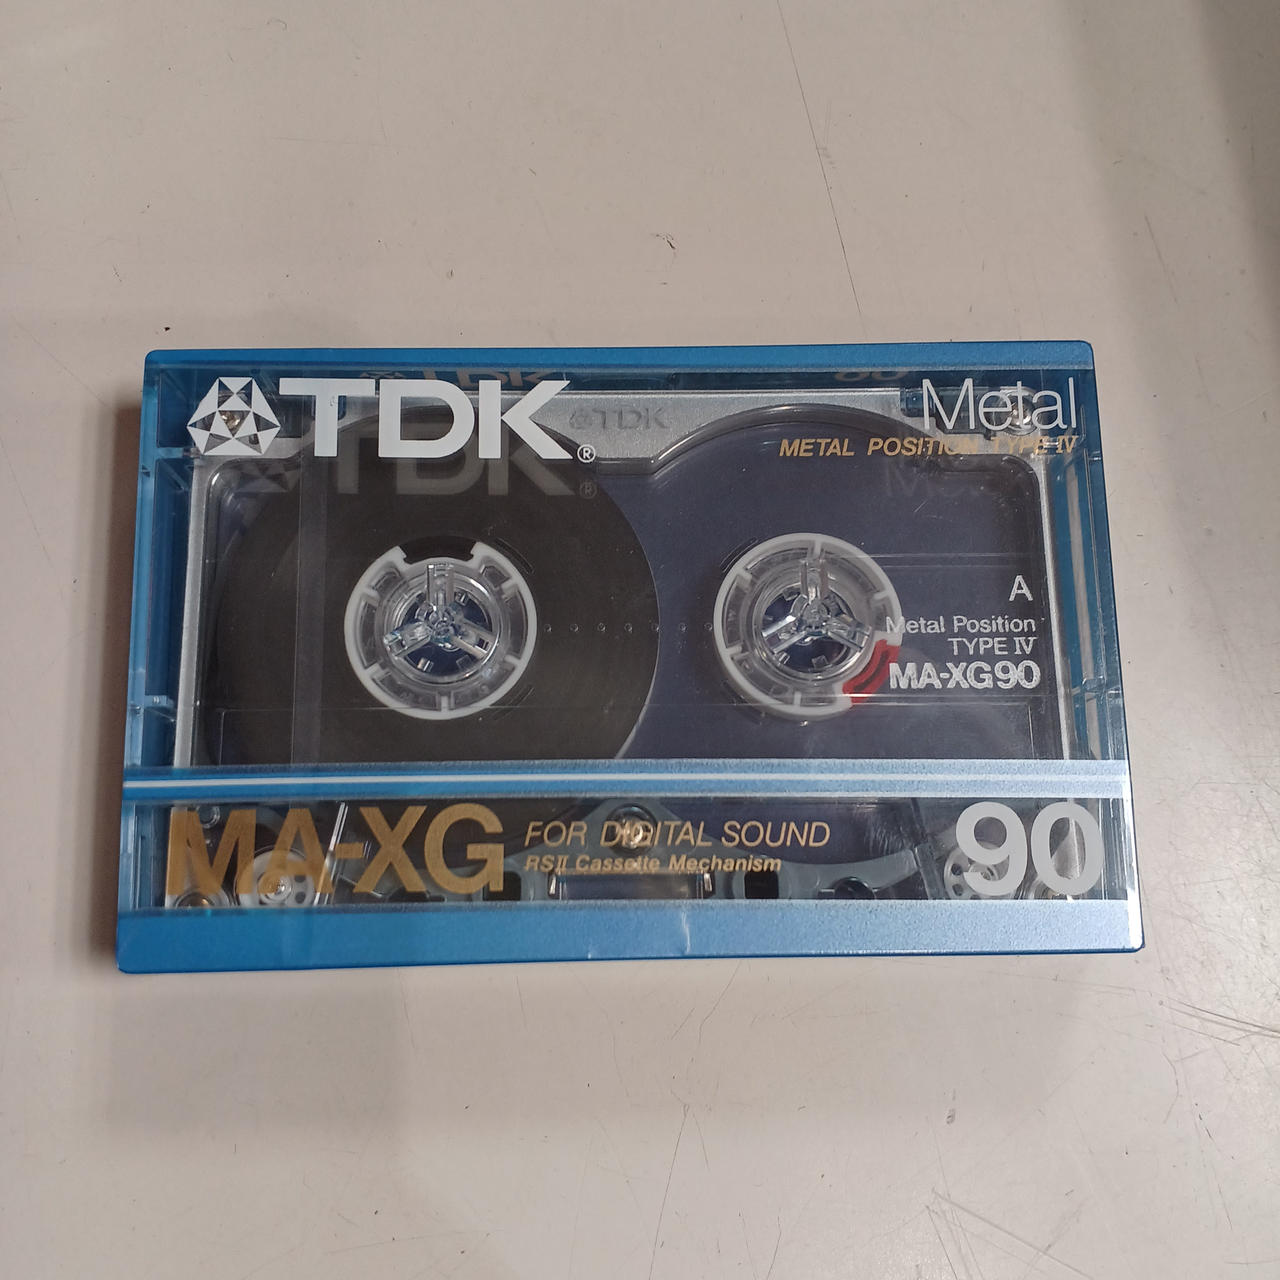 TDK®
TDK
Metal
METAL POSITION TYPE IV
A
Metal Position
TYPE IV
MA-XG90
MA-XG
FOR DIGITAL SOUND
RSII Cassette Mechanism
90